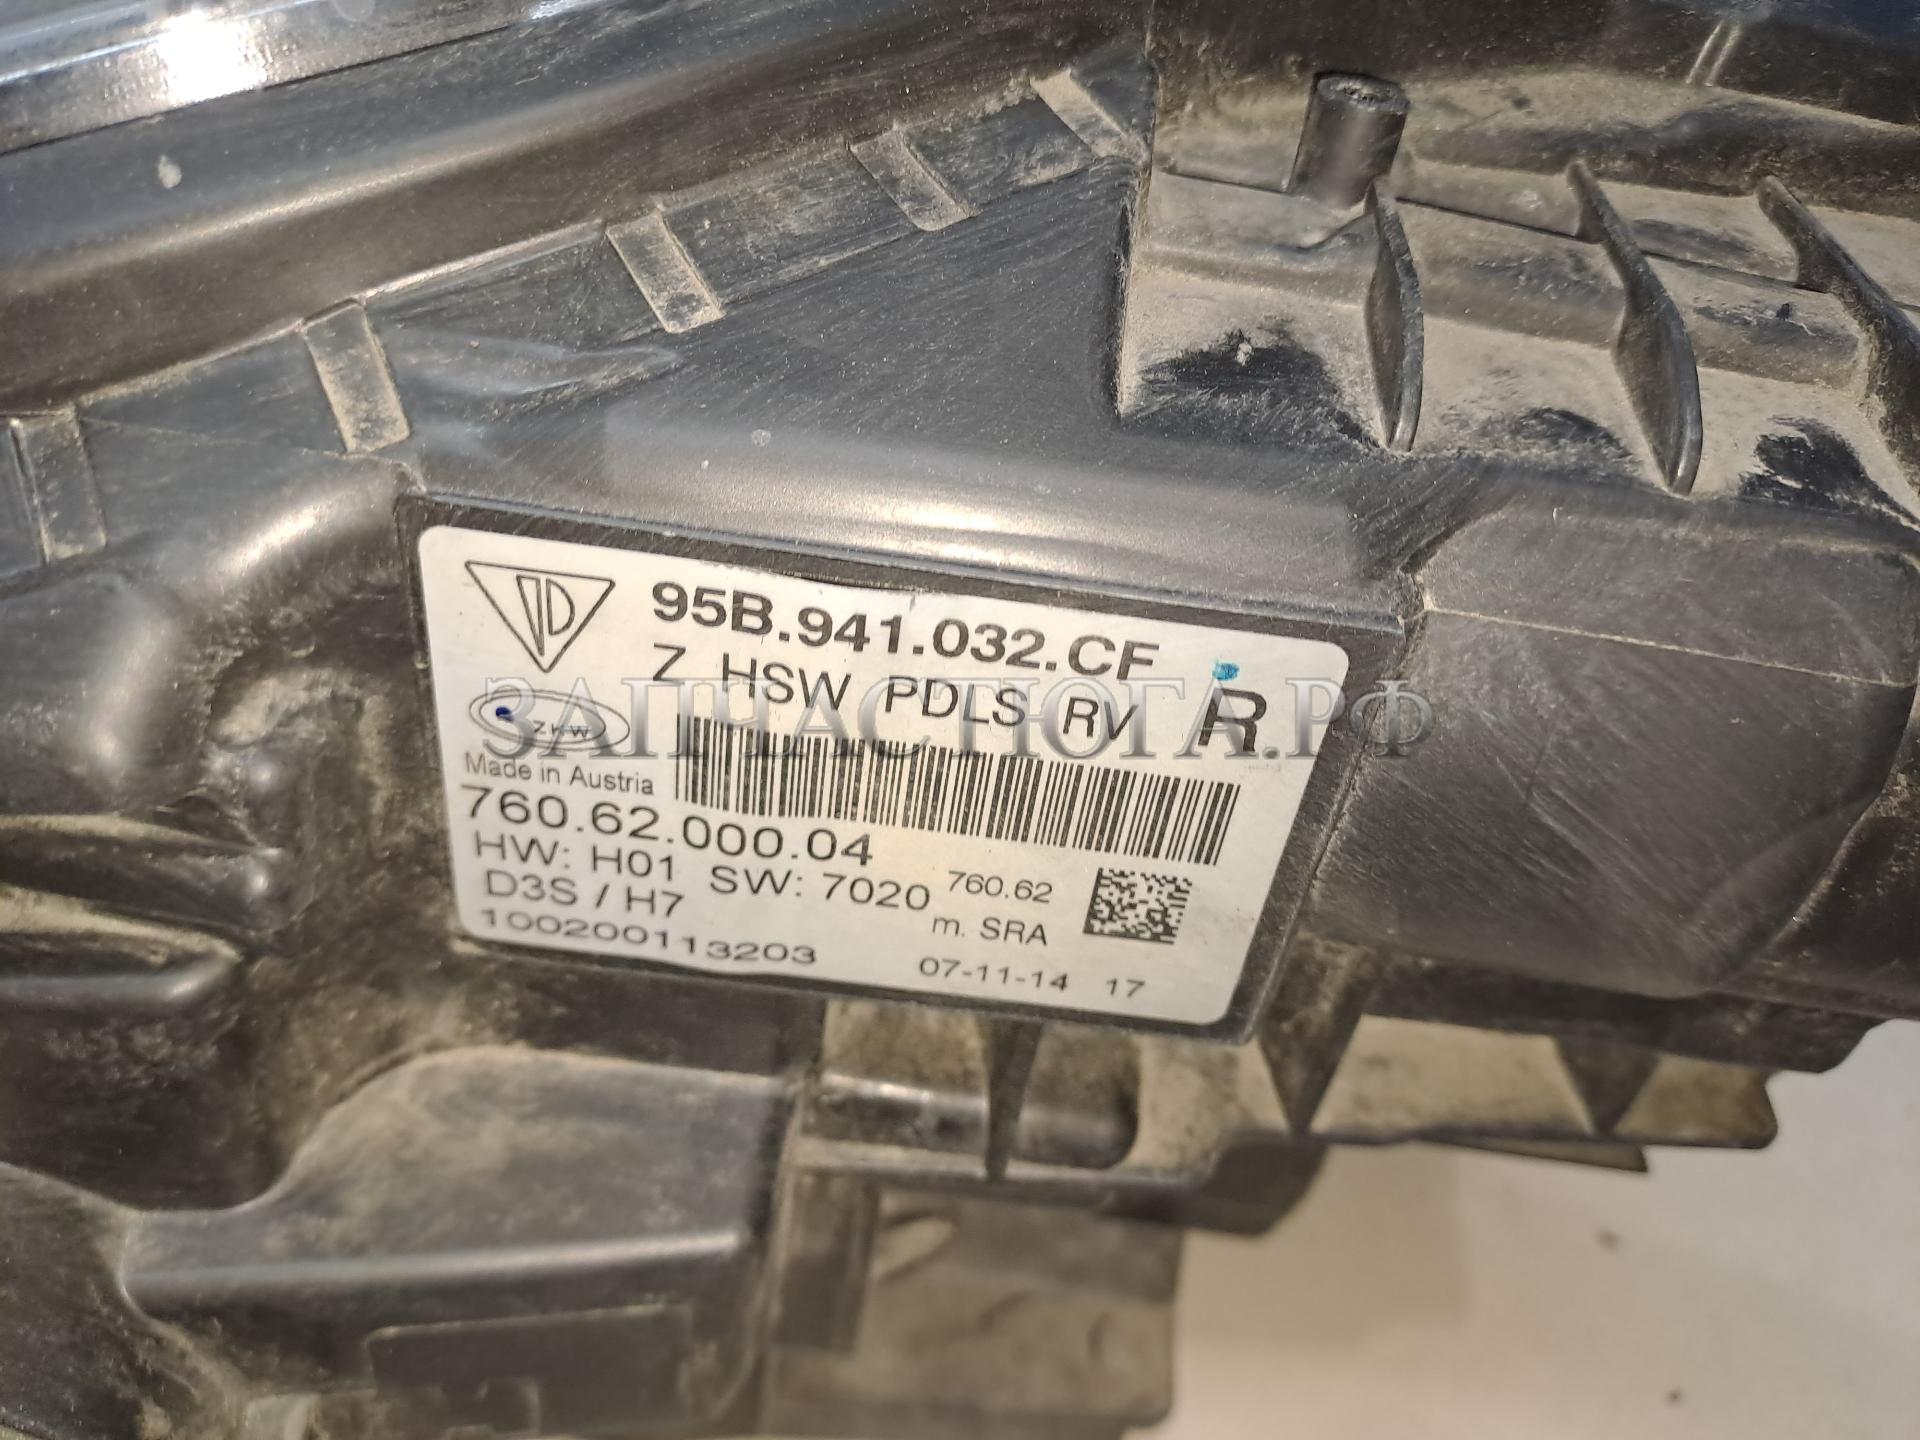 95B.941.032.CF
Z HSW PDLS RV R
ZKW
ЗАПЧАСТЮГА.РФ
Made in Austria
760.62.000.04
HW: H01 SW: 7020 760.62
D3S / H7 m. SRA
100200113203 07-11-14 17